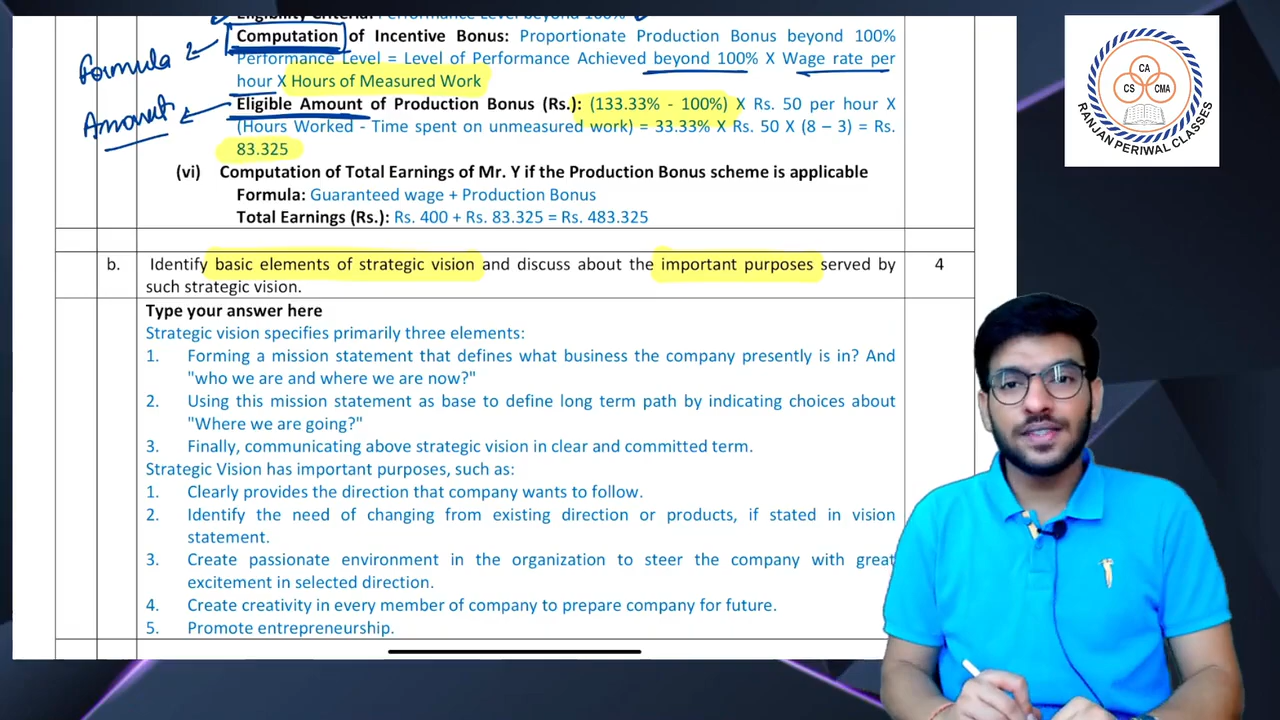 Eligibility Criteria: Performance Level beyond 100%
Computation of Incentive Bonus: Proportionate Production Bonus beyond 100%
Performance Level = Level of Performance Achieved beyond 100% X Wage rate per
hour X Hours of Measured Work
Formula
Eligible Amount of Production Bonus (Rs.): (133.33% - 100%) X Rs. 50 per hour X
Amount
(Hours Worked - Time spent on unmeasured work) = 33.33% X Rs. 50 X (8 – 3) = Rs.
83.325
(vi) Computation of Total Earnings of Mr. Y if the Production Bonus scheme is applicable
Formula: Guaranteed wage + Production Bonus
Total Earnings (Rs.): Rs. 400 + Rs. 83.325 = Rs. 483.325
b. Identify basic elements of strategic vision and discuss about the important purposes served by 4
such strategic vision.
Type your answer here
Strategic vision specifies primarily three elements:
1. Forming a mission statement that defines what business the company presently is in? And
"who we are and where we are now?"
2. Using this mission statement as base to define long term path by indicating choices about
"Where we are going?"
3. Finally, communicating above strategic vision in clear and committed term.
Strategic Vision has important purposes, such as:
1. Clearly provides the direction that company wants to follow.
2. Identify the need of changing from existing direction or products, if stated in vision
statement.
3. Create passionate environment in the organization to steer the company with great
excitement in selected direction.
4. Create creativity in every member of company to prepare company for future.
5. Promote entrepreneurship.
CA
CS CMA
RANJAN PERIWAL CLASSES